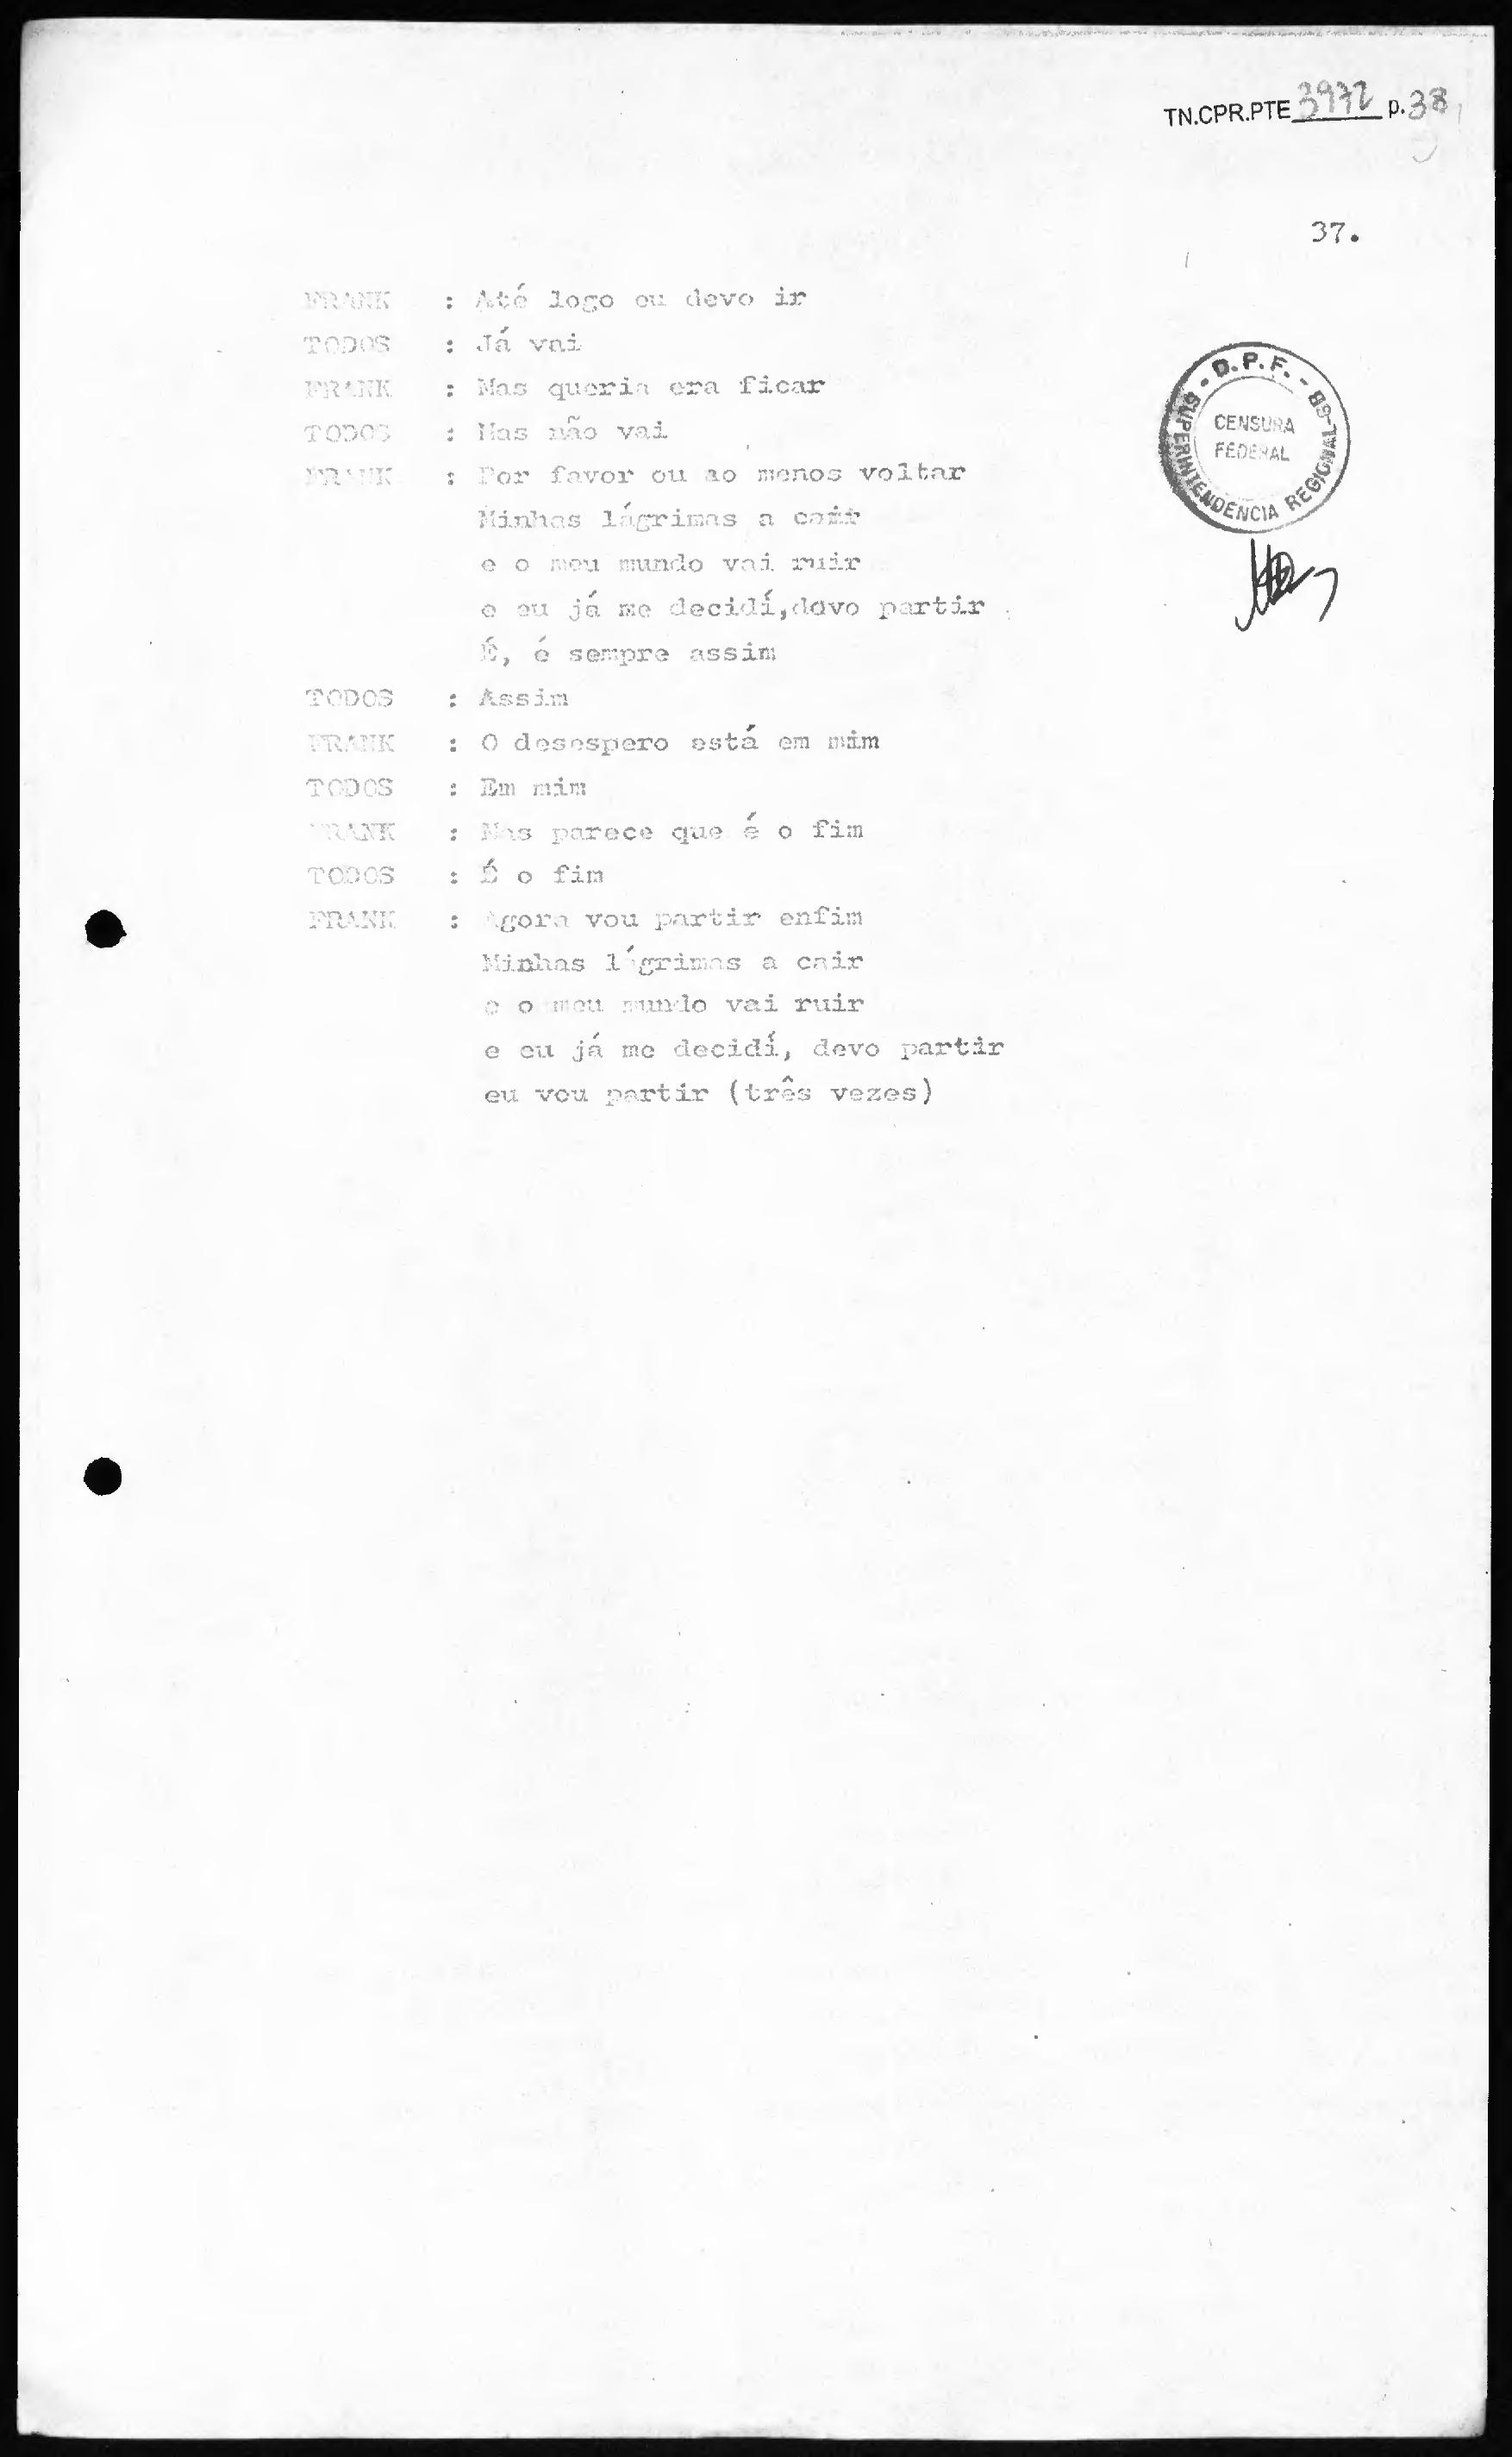 TN.CPR.PTE 3972 p.38
37.
FRANK : Até logo eu devo ir
TODOS : Já vai
FRANK : Mas queria era ficar
TODOS : Mas não vai
FRANK : Por favor ou ao menos voltar
Minhas lágrimas a cair
e o meu mundo vai ruir
e eu já me decidí,devo partir
É, é sempre assim
TODOS : Assim
FRANK : O desespero está em mim
TODOS : Em mim
FRANK : Mas parece que é o fim
TODOS : É o fim
FRANK : Agora vou partir enfim
Minhas lágrimas a cair
e o meu mundo vai ruir
e eu já me decidí, devo partir
eu vou partir (três vezes)
D.P.F. - SUPERINTENDENCIA REGIONAL-GB
CENSURA
FEDERAL